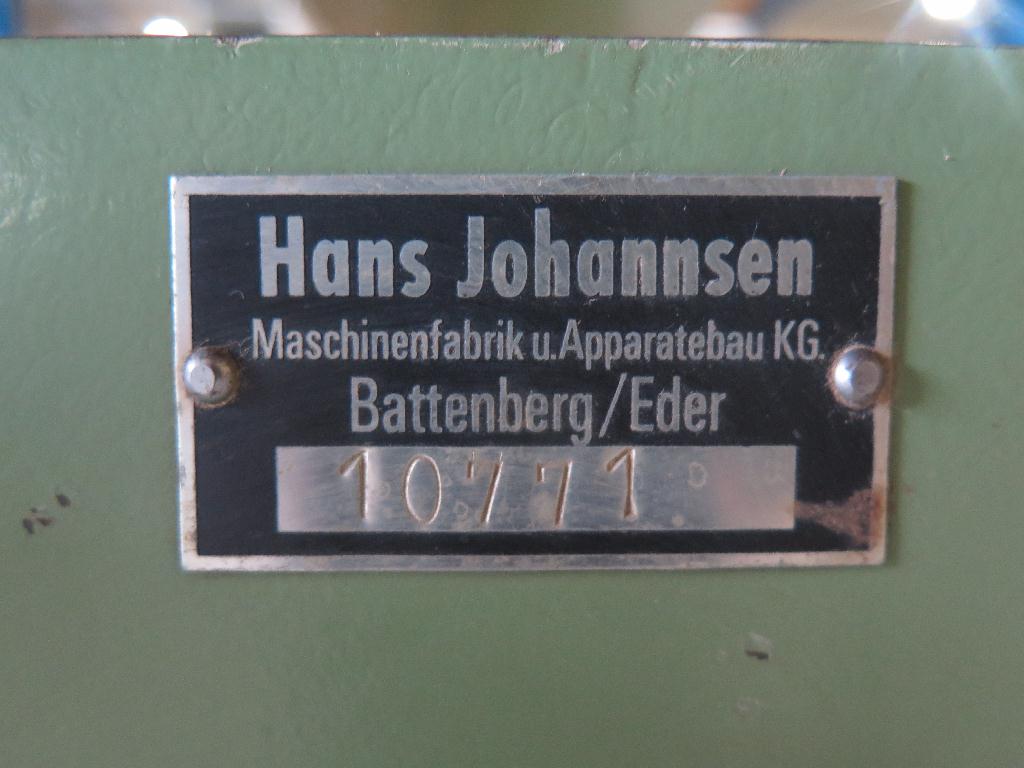 Hans Johannsen
Maschinenfabrik u. Apparatebau KG.
Battenberg/Eder
10771